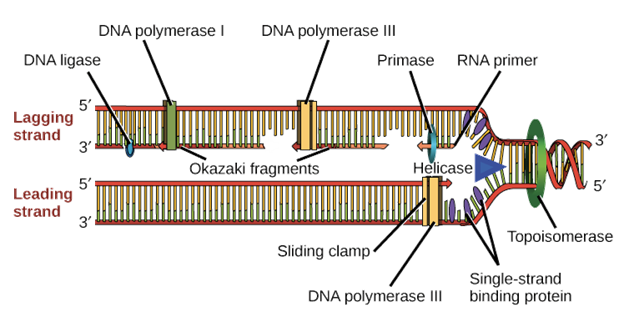 DNA polymerase I
DNA polymerase III
DNA ligase
Primase
RNA primer
5′
Lagging
strand
3′
3′
Okazaki fragments
Helicase
5′
5′
Leading
strand
3′
Topoisomerase
Sliding clamp
Single-strand
binding protein
DNA polymerase III